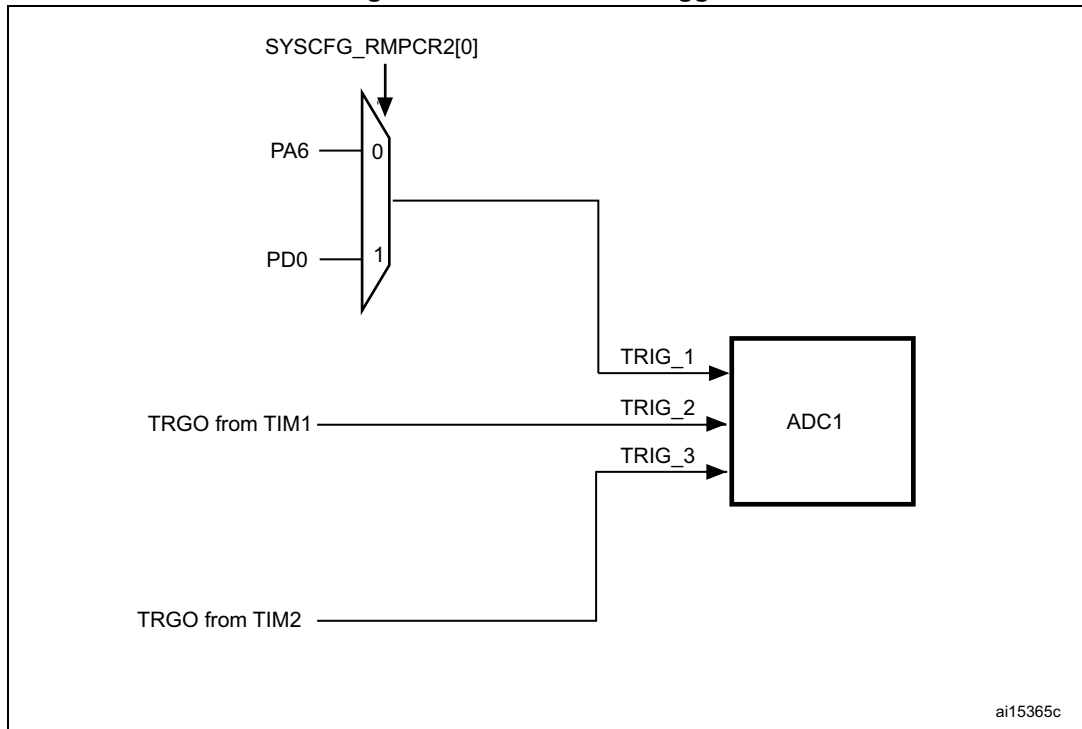 SYSCFG_RMPCR2[0]
PA6
0
PD0
1
TRIG_1
TRGO from TIM1
TRIG_2
ADC1
TRIG_3
TRGO from TIM2
ai15365c